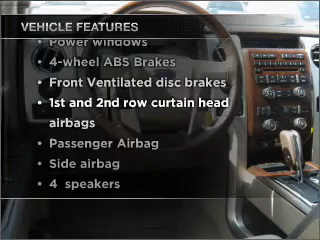 VEHICLE FEATURES
• Power windows
• 4-wheel ABS Brakes
• Front Ventilated disc brakes
• 1st and 2nd row curtain head
airbags
• Passenger Airbag
• Side airbag
• 4 speakers